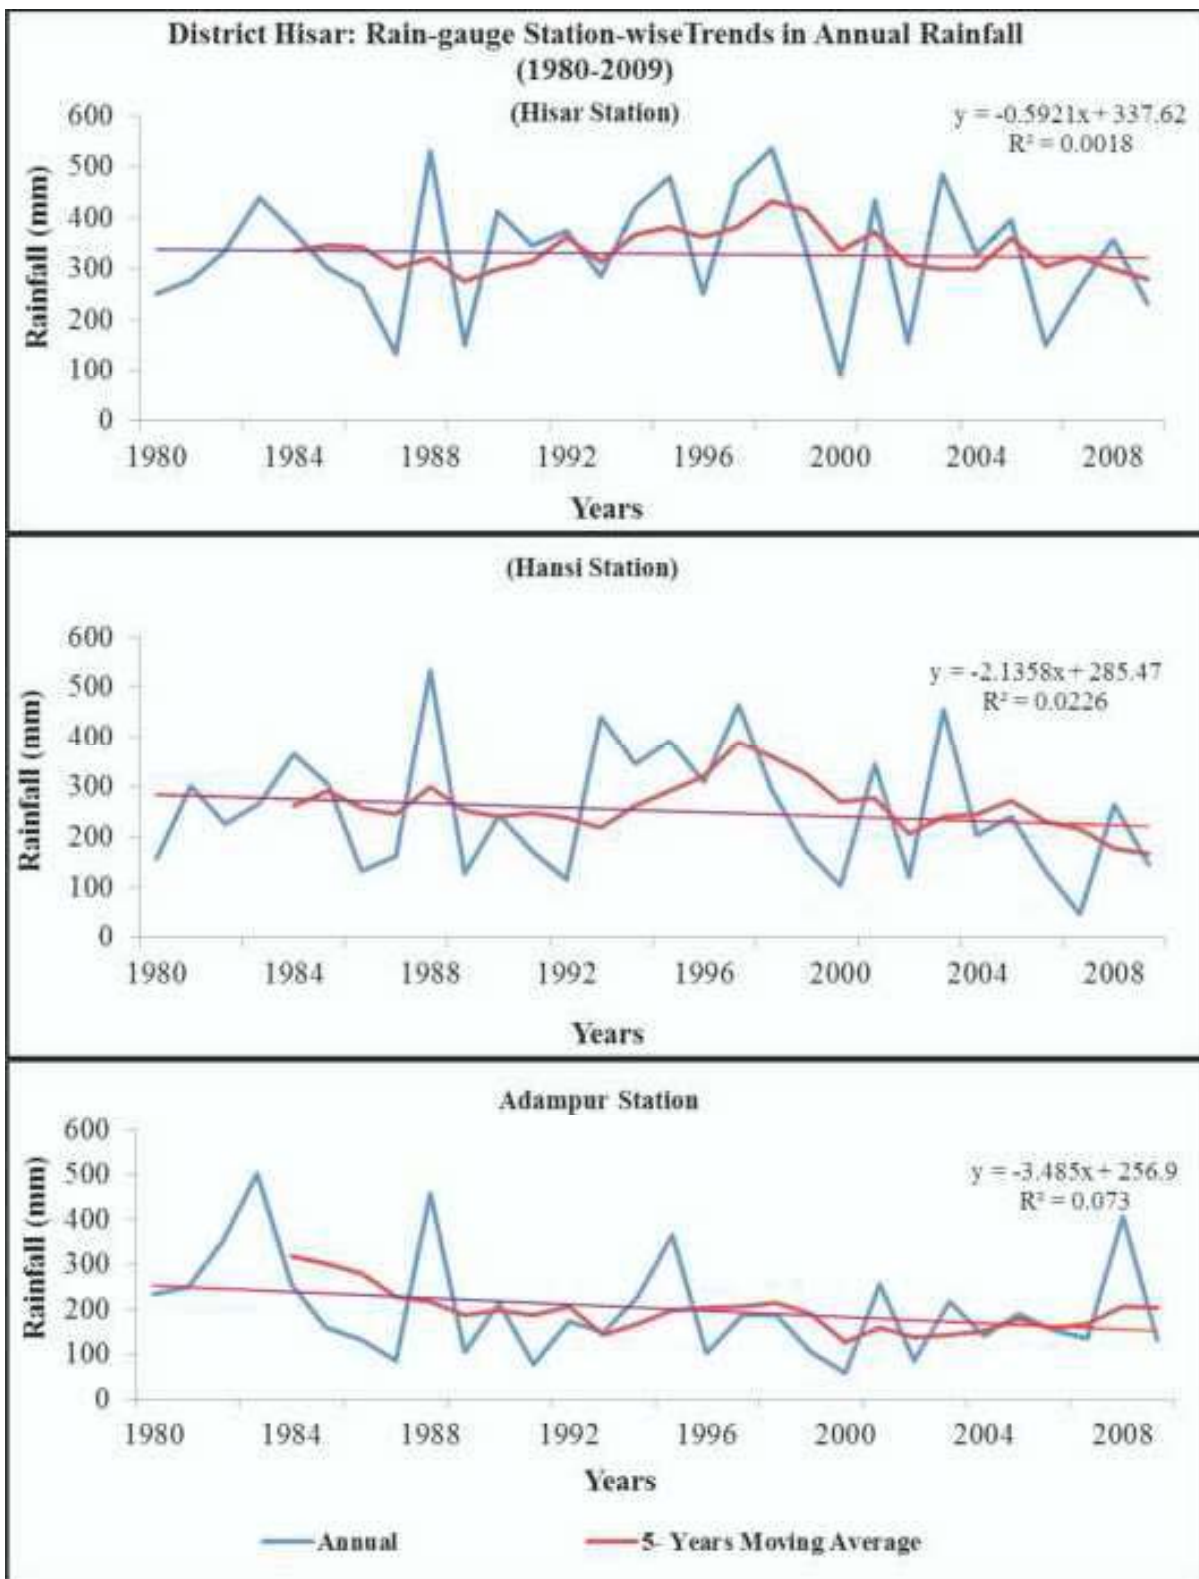 District Hisar: Rain-gauge Station-wiseTrends in Annual Rainfall
(1980-2009)
(Hisar Station)
y = -0.5921x + 337.62
R² = 0.0018
600
500
400
300
200
100
0
Rainfall (mm)
1980 1984 1988 1992 1996 2000 2004 2008
Years
(Hansi Station)
y = -2.1358x + 285.47
R² = 0.0226
600
500
400
300
200
100
0
Rainfall (mm)
1980 1984 1988 1992 1996 2000 2004 2008
Years
Adampur Station
y = -3.485x + 256.9
R² = 0.073
600
500
400
300
200
100
0
Rainfall (mm)
1980 1984 1988 1992 1996 2000 2004 2008
Years
Annual 5- Years Moving Average